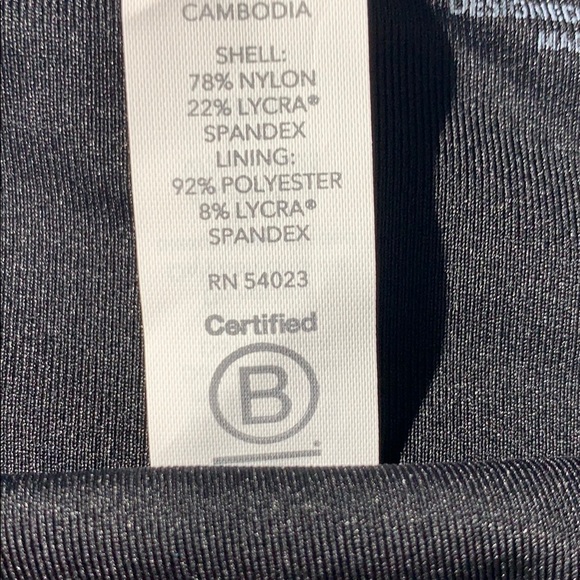 CAMBODIA
SHELL:
78% NYLON
22% LYCRA®
SPANDEX
LINING:
92% POLYESTER
8% LYCRA®
SPANDEX
RN 54023
Certified
B